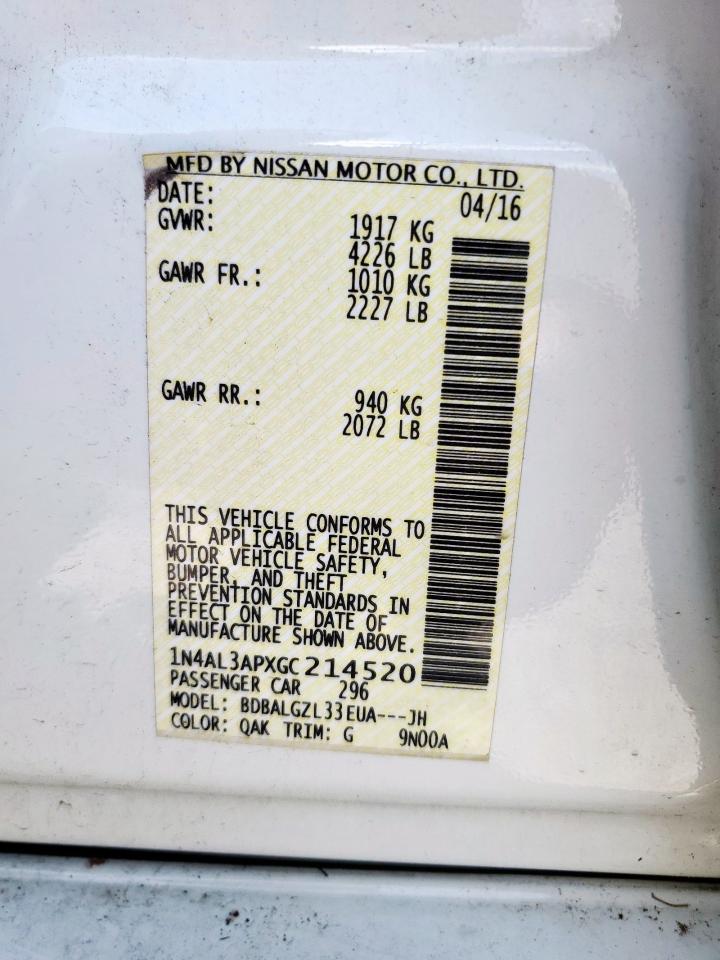 MFD BY NISSAN MOTOR CO., LTD.
DATE: 04/16
GVWR: 1917 KG
4226 LB
GAWR FR.: 1010 KG
2227 LB
GAWR RR.: 940 KG
2072 LB
THIS VEHICLE CONFORMS TO
ALL APPLICABLE FEDERAL
MOTOR VEHICLE SAFETY,
BUMPER, AND THEFT
PREVENTION STANDARDS IN
EFFECT ON THE DATE OF
MANUFACTURE SHOWN ABOVE.
1N4AL3APXGC214520
PASSENGER CAR 296
MODEL: BDBALGZL33EUA---JH
COLOR: QAK TRIM: G 9N00A